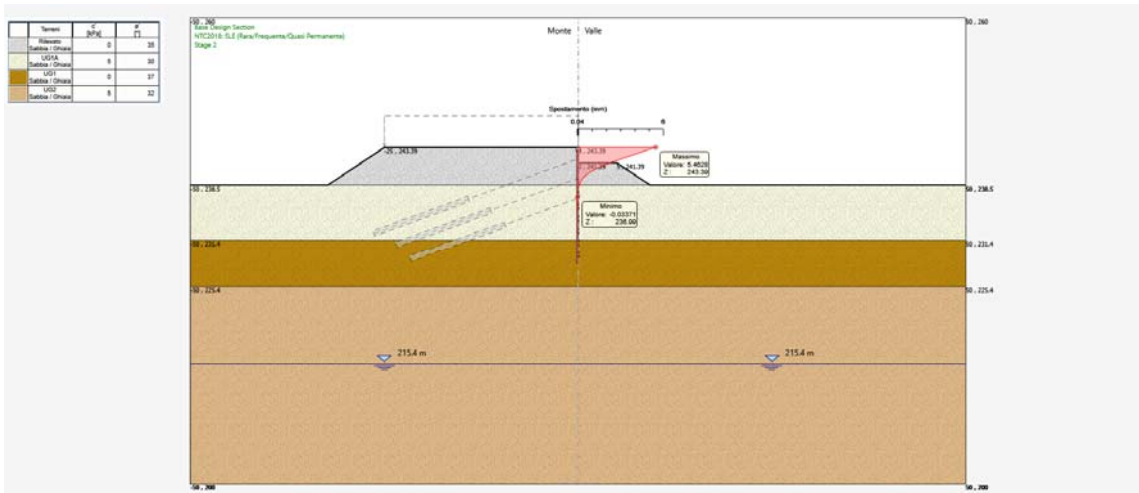 Terreni c' [kPa] ø' [°]
Rilevato Sabbia / Ghiaia 0 35
UG1A Sabbia / Ghiaia 5 30
UG1 Sabbia / Ghiaia 0 37
UG2 Sabbia / Ghiaia 5 32
-50, 260
50, 260
Base Design Section
NTC2018: SLE (Rara/Frequente/Quasi Permanente)
Stage 2
Monte Valle
Spostamento (mm)
0.04 6
-25, 243.39
, 243.39
5, 241.39
Massimo
Valore: 5.4628
Z : 243.39
Minimo
Valore: -0.03371
Z : 236.99
-50, 238.5
50, 238.5
-50, 231.4
50, 231.4
-50, 225.4
50, 225.4
215.4 m
215.4 m
-50, 200
50, 200